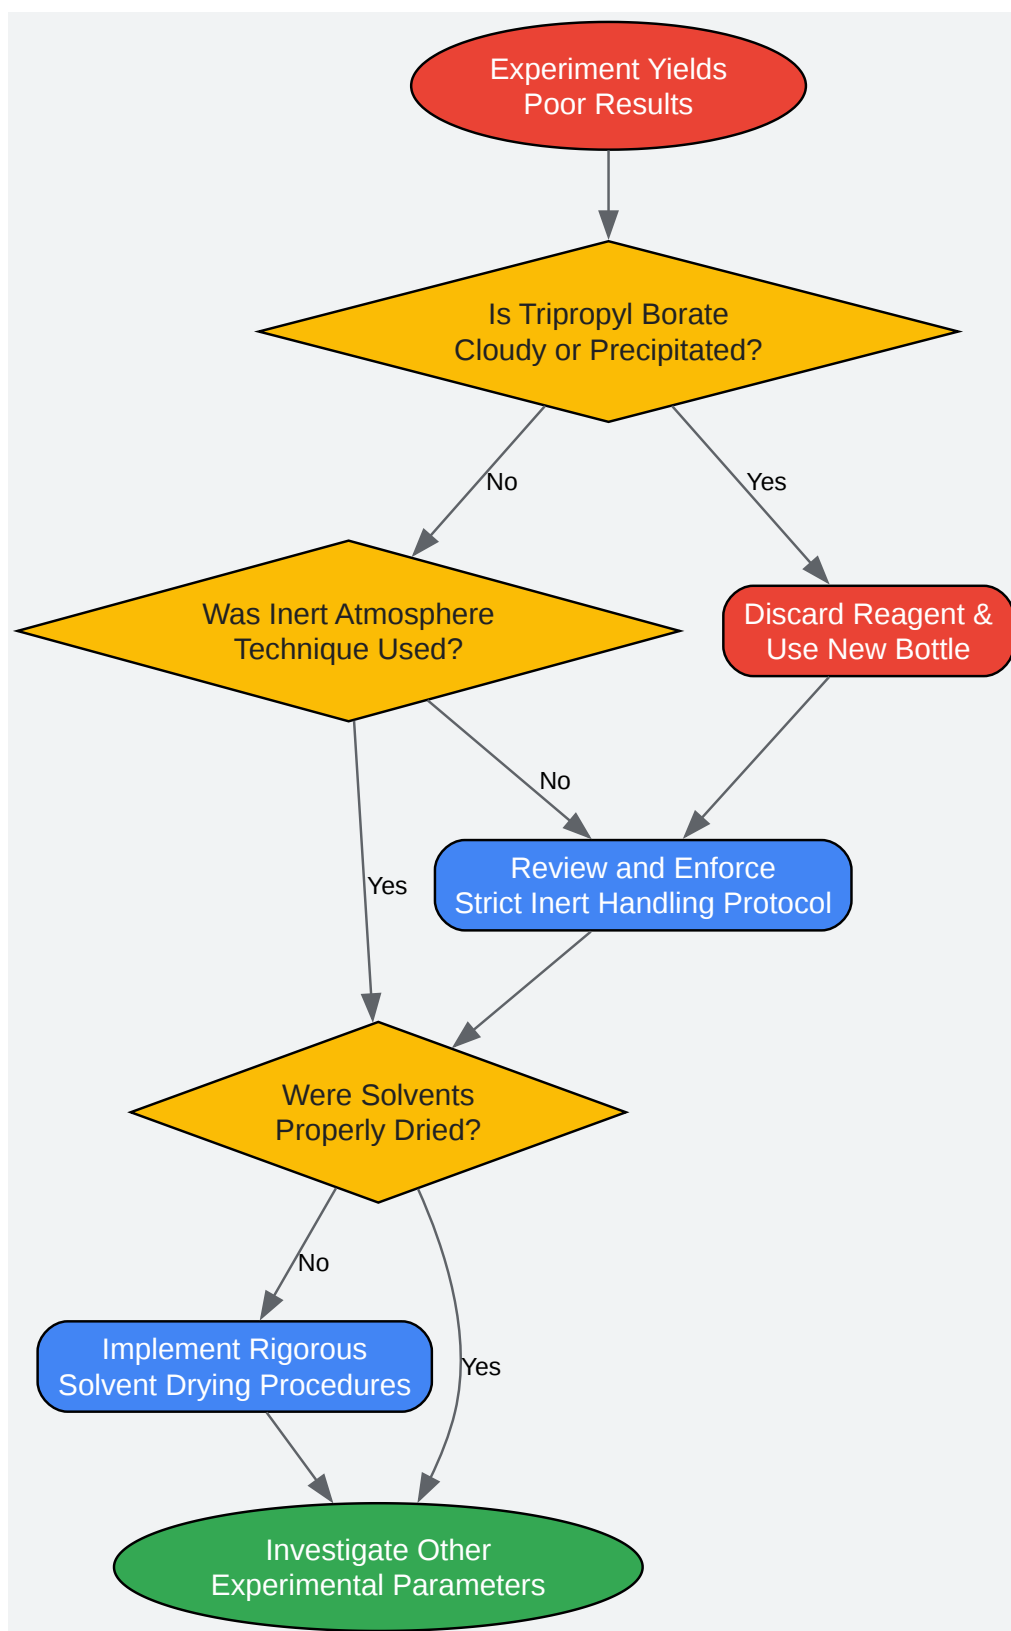 Experiment Yields
Poor Results
Is Tripropyl Borate
Cloudy or Precipitated?
No
Yes
Was Inert Atmosphere
Technique Used?
Discard Reagent &
Use New Bottle
No
Yes
Review and Enforce
Strict Inert Handling Protocol
Were Solvents
Properly Dried?
No
Yes
Implement Rigorous
Solvent Drying Procedures
Investigate Other
Experimental Parameters